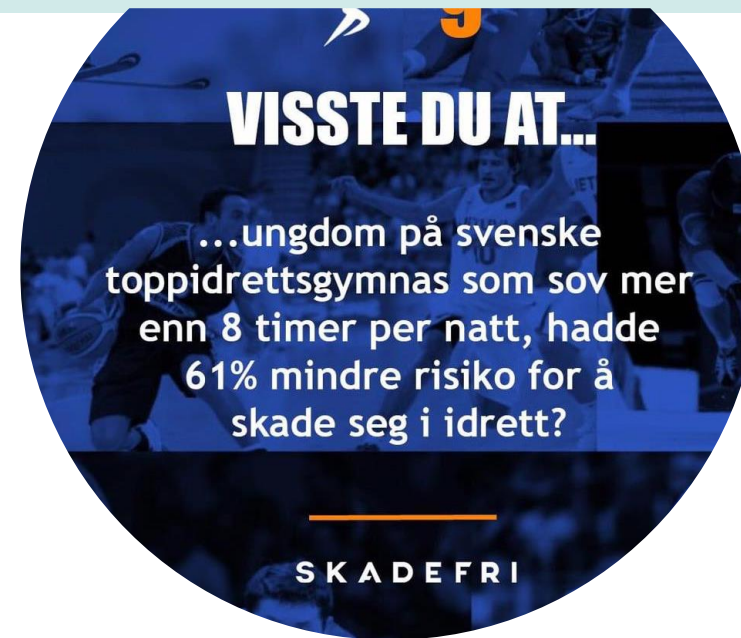 9
VISSTE DU AT...
...ungdom på svenske
toppidrettsgymnas som sov mer
enn 8 timer per natt, hadde
61% mindre risiko for å
skade seg i idrett?
SKADEFRI